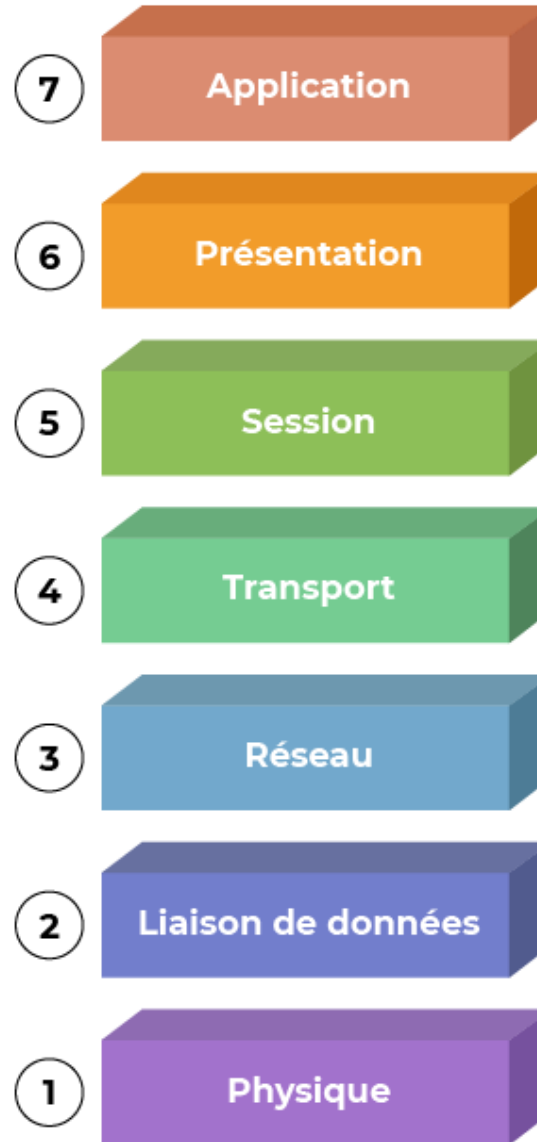 7 Application
6 Présentation
5 Session
4 Transport
3 Réseau
2 Liaison de données
1 Physique